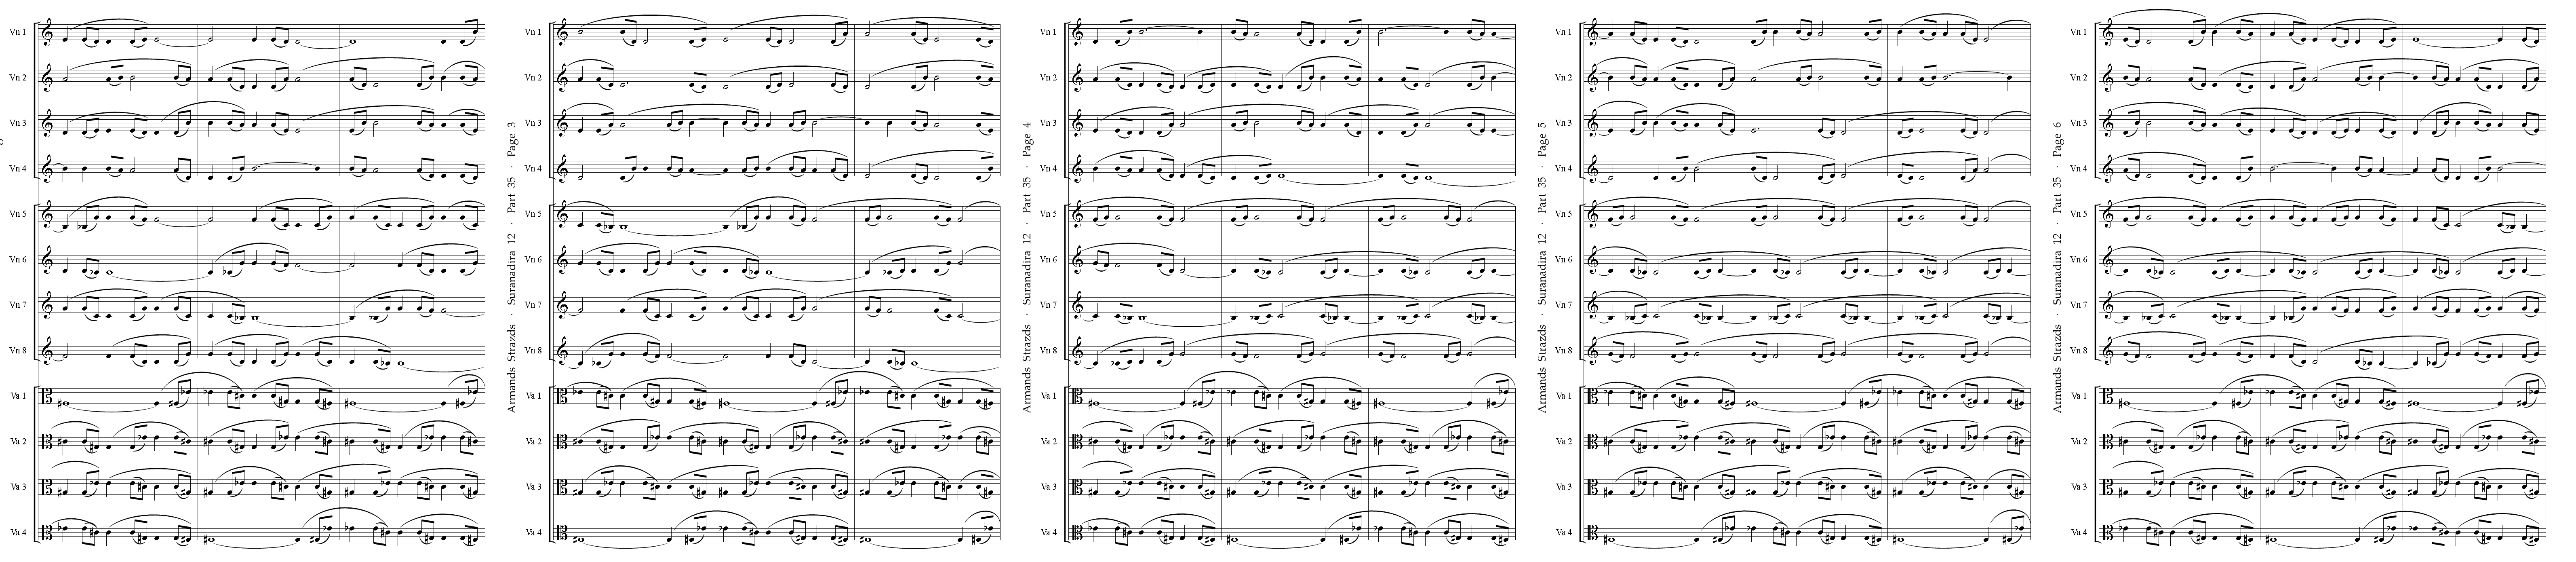 Vn 1
Vn 2
Vn 3
Vn 4
Vn 5
Vn 6
Vn 7
Vn 8
Va 1
Va 2
Va 3
Va 4
Armands Strazds · Suranadira 12 · Part 35 · Page 3
Vn 1
Vn 2
Vn 3
Vn 4
Vn 5
Vn 6
Vn 7
Vn 8
Va 1
Va 2
Va 3
Va 4
Armands Strazds · Suranadira 12 · Part 35 · Page 4
Vn 1
Vn 2
Vn 3
Vn 4
Vn 5
Vn 6
Vn 7
Vn 8
Va 1
Va 2
Va 3
Va 4
Armands Strazds · Suranadira 12 · Part 35 · Page 5
Vn 1
Vn 2
Vn 3
Vn 4
Vn 5
Vn 6
Vn 7
Vn 8
Va 1
Va 2
Va 3
Va 4
Armands Strazds · Suranadira 12 · Part 35 · Page 6
Vn 1
Vn 2
Vn 3
Vn 4
Vn 5
Vn 6
Vn 7
Vn 8
Va 1
Va 2
Va 3
Va 4